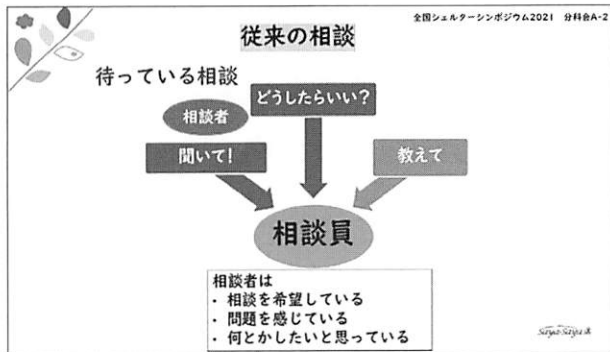 全国シェルターシンポジウム2021 分科会A-2
従来の相談
待っている相談
どうしたらいい?
相談者
聞いて!
教えて
相談員
相談者は
・ 相談を希望している
・ 問題を感じている
・ 何とかしたいと思っている
Saya-Saya